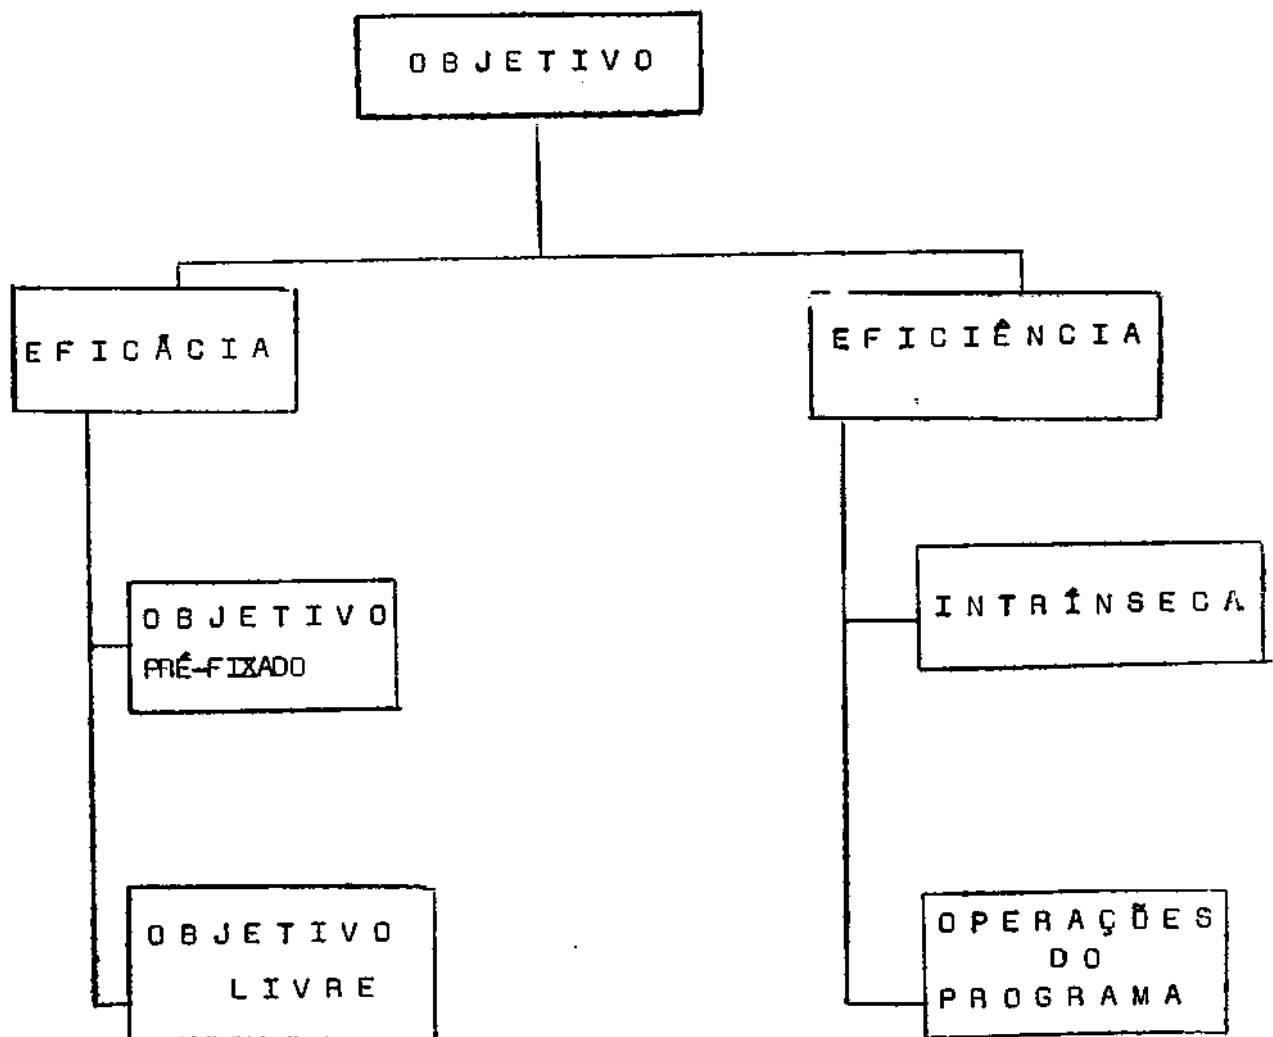 OBJETIVO
EFICÁCIA
EFICIÊNCIA
OBJETIVO
PRÉ-FIXADO
INTRÍNSECA
OBJETIVO
LIVRE
OPERAÇÕES
DO
PROGRAMA